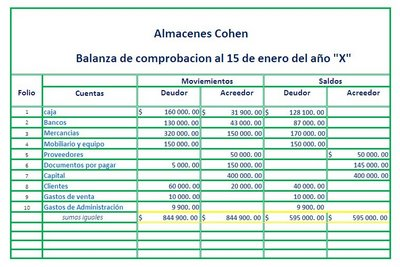 Almacenes Cohen
Balanza de comprobacion al 15 de enero del año "X"
Moviemientos Saldos
Folio Cuentas Deudor Acreedor Deudor Acreedor
1 caja $ 160 000. 00 $ 31 900. 00 $ 128 100. 00
2 Bancos 130 000. 00 43 000. 00 87 000. 00
3 Mercancias 320 000. 00 150 000. 00 170 000. 00
4 Mobiliario y equipo 150 000. 00 150 000. 00
5 Proveedores 50 000. 00 $ 50 000. 00
6 Documentos por pagar 5 000. 00 150 000. 00 145 000. 00
7 Capital 400 000. 00 400 000. 00
8 Clientes 60 000. 00 20 000. 00 40 000. 00
9 Gastos de venta 10 000. 00 10 000. 00
10 Gastos de Administración 9 900. 00 9 900. 00
sumas iguales $ 844 900. 00 $ 844 900. 00 $ 595 000. 00 $ 595 000. 00